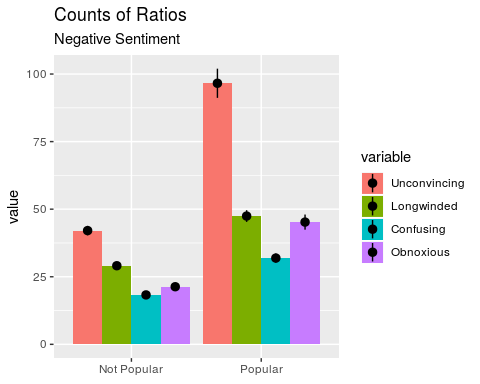 Counts of Ratios
Negative Sentiment
100
75
50
25
0
value
Not Popular
Popular
variable
Unconvincing
Longwinded
Confusing
Obnoxious